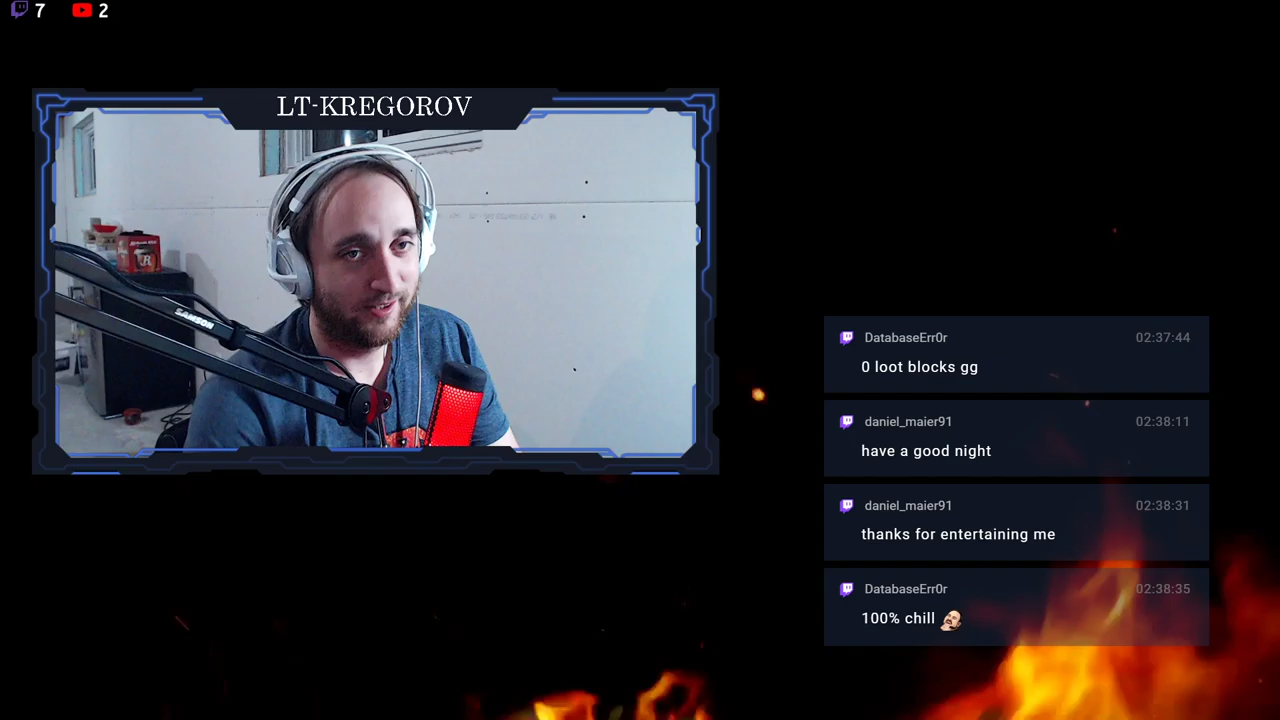 7 2
LT-KREGOROV
SAMSON
R
DatabaseErr0r 02:37:44
0 loot blocks gg
daniel_maier91 02:38:11
have a good night
daniel_maier91 02:38:31
thanks for entertaining me
DatabaseErr0r 02:38:35
100% chill